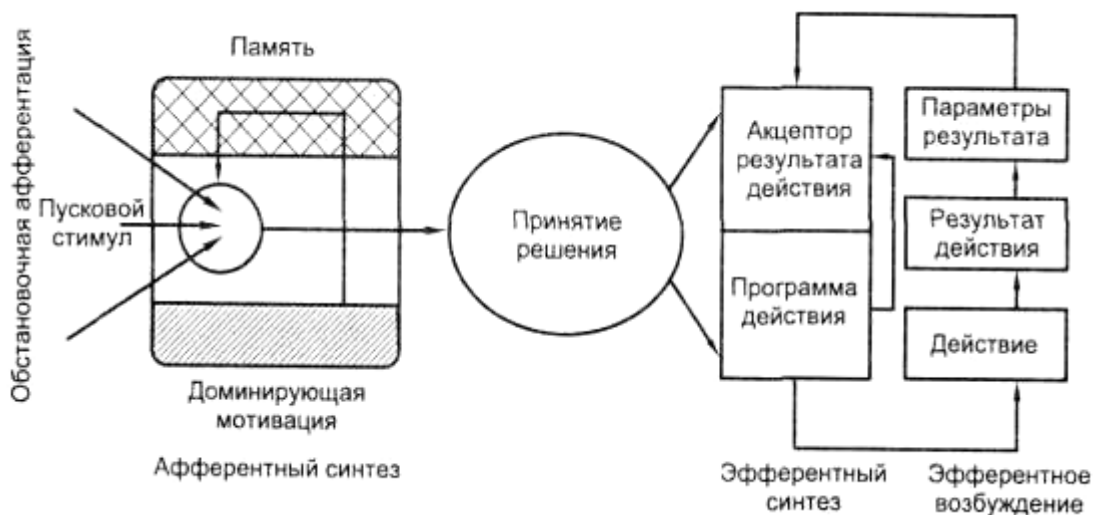 Обстановочная афферентация
Память
Пусковой
стимул
Доминирующая
мотивация
Афферентный синтез
Принятие
решения
Акцептор
результата
действия
Программа
действия
Эфферентный
синтез
Параметры
результата
Результат
действия
Действие
Эфферентное
возбуждение